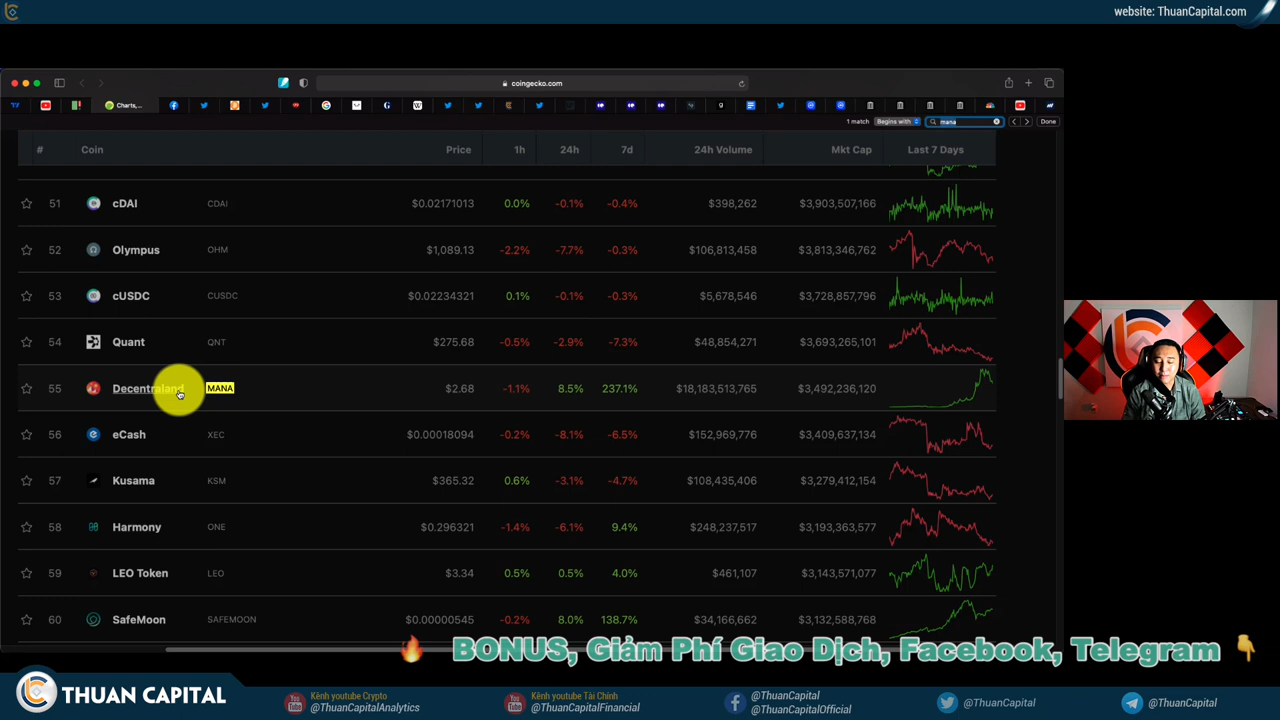 website: ThuanCapital.com
coingecko.com
Charts,...
1 match Begins with mana Done
# Coin Price 1h 24h 7d 24h Volume Mkt Cap Last 7 Days
51 cDAI CDAI $0.02171013 0.0% -0.1% -0.4% $398,262 $3,903,507,166
52 Olympus OHM $1,089.13 -2.2% -7.7% -0.3% $106,813,458 $3,813,346,762
53 cUSDC CUSDC $0.02234321 0.1% -0.1% -0.3% $5,678,546 $3,728,857,796
54 Quant QNT $275.68 -0.5% -2.9% -7.3% $48,854,271 $3,693,265,101
55 Decentraland MANA $2.68 -1.1% 8.5% 237.1% $18,183,513,765 $3,492,236,120
56 eCash XEC $0.00018094 -0.2% -8.1% -6.5% $152,969,776 $3,409,637,134
57 Kusama KSM $365.32 0.6% -3.1% -4.7% $108,435,406 $3,279,412,154
58 Harmony ONE $0.296321 -1.4% -6.1% 9.4% $248,237,517 $3,193,363,577
59 LEO Token LEO $3.34 0.5% 0.5% 4.0% $461,107 $3,143,571,077
60 SafeMoon SAFEMOON $0.00000545 -0.2% 8.0% 138.7% $34,166,662 $3,132,588,768
BONUS, Giảm Phí Giao Dịch, Facebook, Telegram
THUAN CAPITAL
You Tube Kênh youtube Crypto
@ThuanCapitalAnalytics
You Tube Kênh youtube Tài Chính
@ThuanCapitalFinancial
@ThuanCapital
@ThuanCapitalOfficial
@ThuanCapital
@ThuanCapital